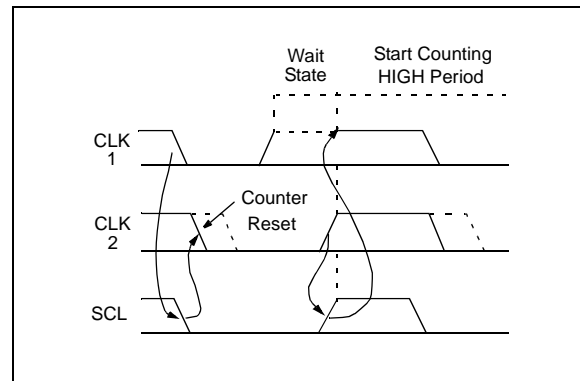 Wait
State
Start Counting
HIGH Period
CLK
1
Counter
Reset
CLK
2
SCL